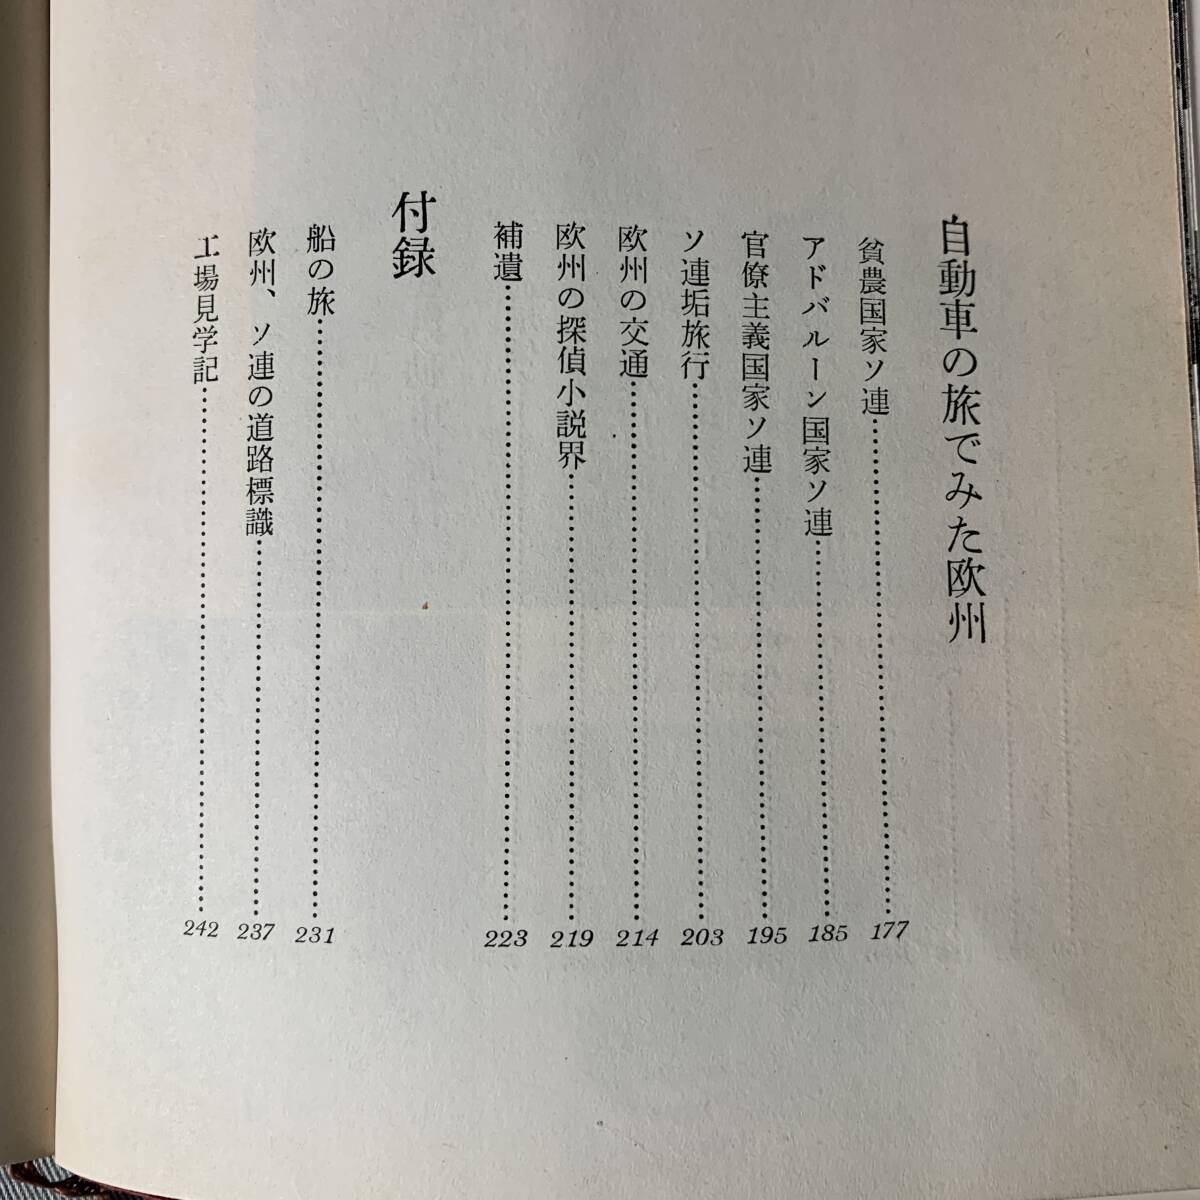 自動車の旅でみた欧州
貧農国家ソ連……………………177
アドバルーン国家ソ連……………………185
官僚主義国家ソ連……………………195
ソ連垢旅行……………………203
欧州の交通……………………214
欧州の探偵小説界……………………219
補遺……………………223
付録
船の旅……………………231
欧州、ソ連の道路標識……………………237
工場見学記……………………242